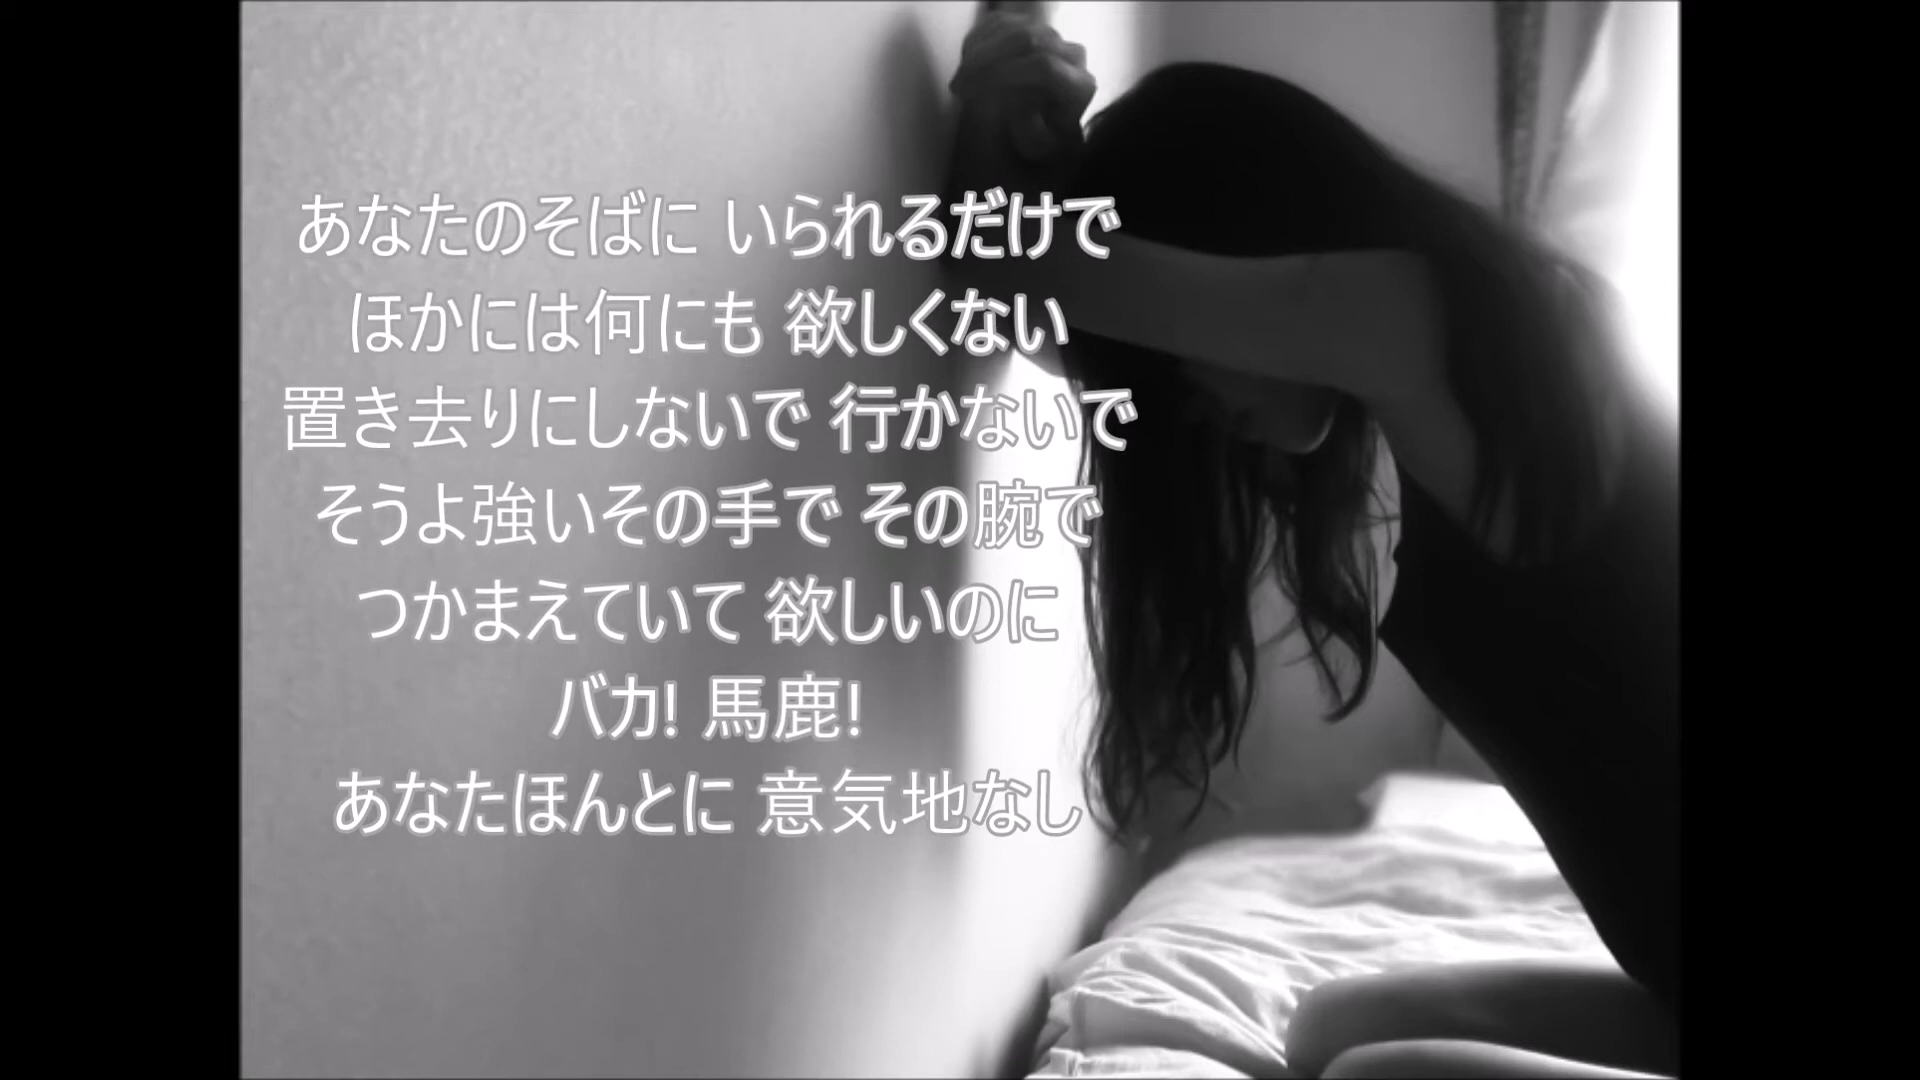 あなたのそばに いられるだけで
ほかには何にも 欲しくない
置き去りにしないで 行かないで
そうよ強いその手で その腕で
つかまえていて 欲しいのに
バカ! 馬鹿!
あなたほんとに 意気地なし